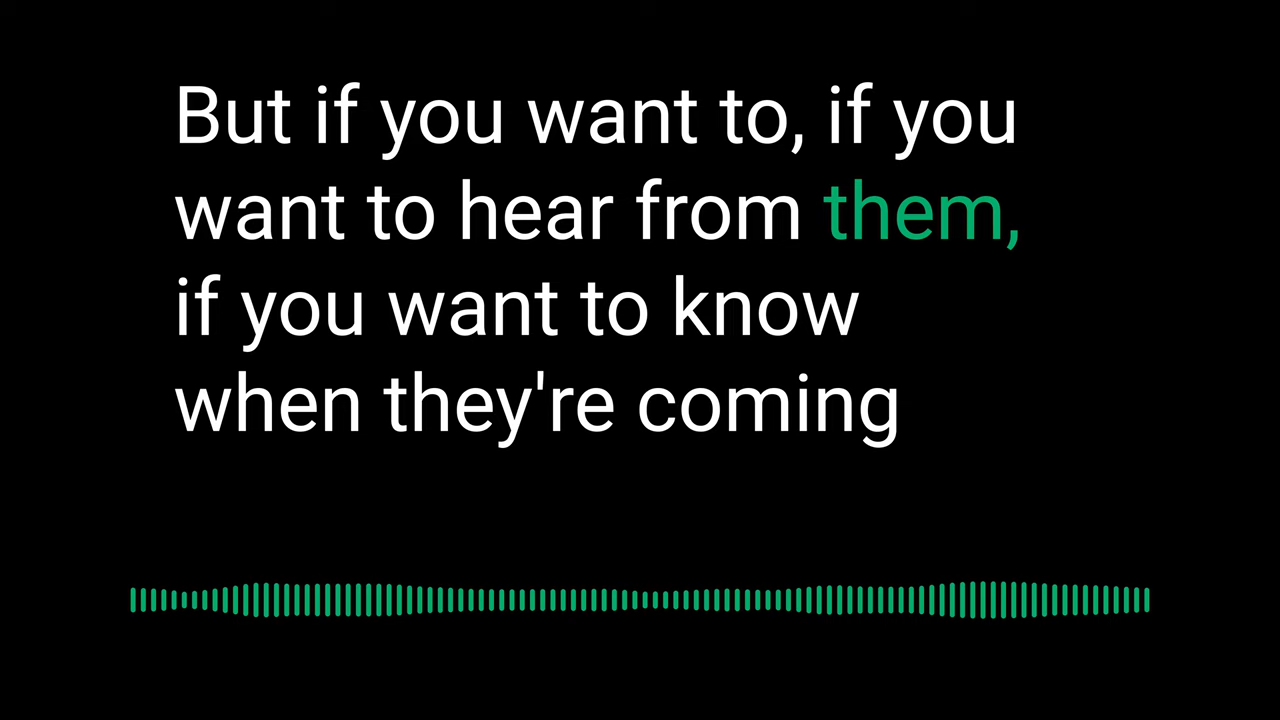 But if you want to, if you
want to hear from them,
if you want to know
when they're coming